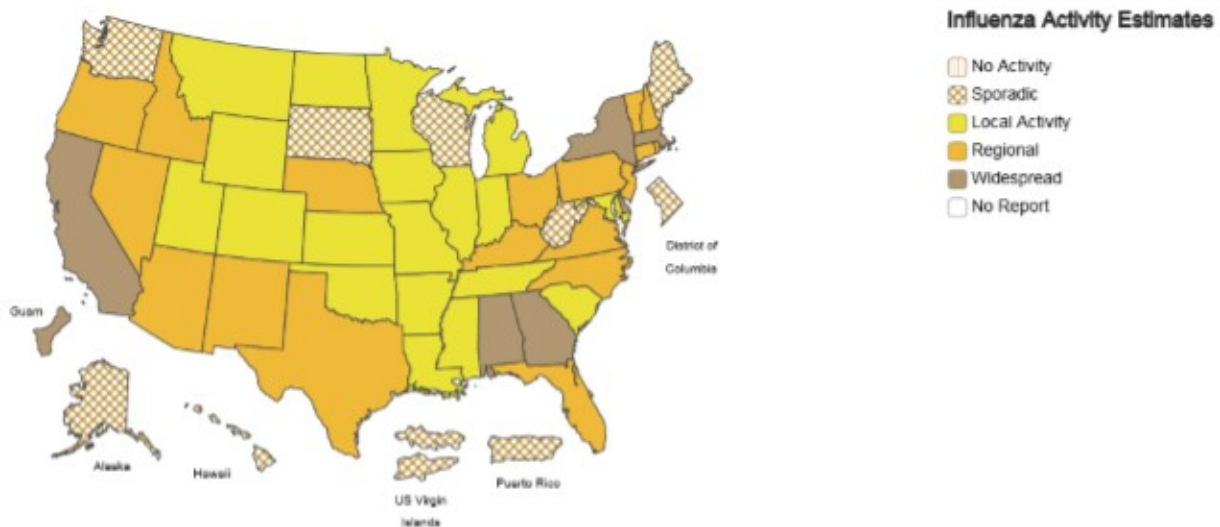 Influenza Activity Estimates
No Activity
Sporadic
Local Activity
Regional
Widespread
No Report
District of
Columbia
Guam
Alaska
Hawaii
US Virgin
Islands
Puerto Rico